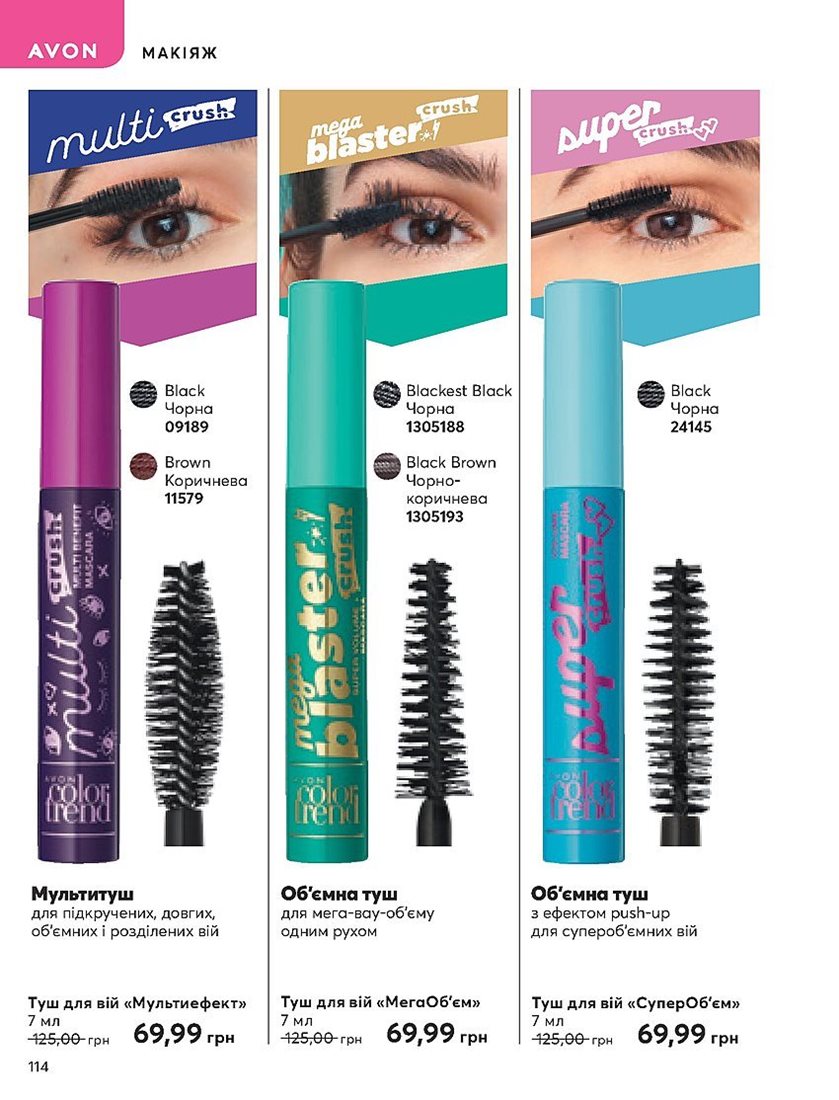 AVON
МАКІЯЖ
multi crush
mega
blaster crush
super
crush
Black
Чорна
09189
Brown
Коричнева
11579
Blackest Black
Чорна
1305188
Black Brown
Чорно-
коричнева
1305193
Black
Чорна
24145
multi crush
MULTI BENEFIT
MASCARA
AVON
color
trend
mega
blaster crush
SUPER VOLUME
MASCARA
AVON
color
trend
super
crush
MASCARA
AVON
color
trend
Мультитуш
для підкручених, довгих,
об’ємних і розділених вій
Об’ємна туш
для мега-вау-об’єму
одним рухом
Об’ємна туш
з ефектом push-up
для супероб’ємних вій
Туш для вій «Мультиефект»
7 мл
125,00 грн 69,99 грн
Туш для вій «МегаОб’єм»
7 мл
125,00 грн 69,99 грн
Туш для вій «СуперОб’єм»
7 мл
125,00 грн 69,99 грн
114